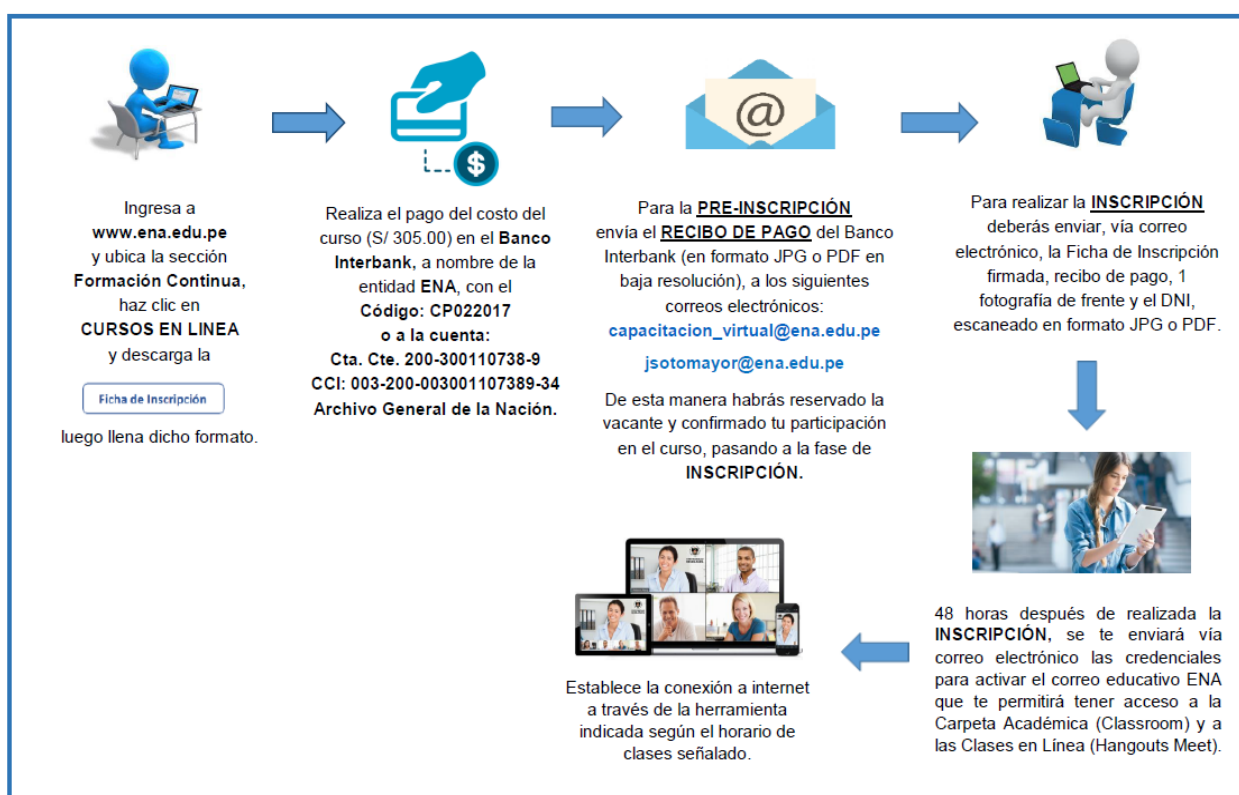 Ingresa a
www.ena.edu.pe
y ubica la sección
Formación Continua,
haz clic en
CURSOS EN LINEA
y descarga la
Ficha de Inscripción
luego llena dicho formato.
$
Realiza el pago del costo del
curso (S/ 305.00) en el Banco
Interbank, a nombre de la
entidad ENA, con el
Código: CP022017
o a la cuenta:
Cta. Cte. 200-300110738-9
CCI: 003-200-003001107389-34
Archivo General de la Nación.
@
Para la PRE-INSCRIPCIÓN
envía el RECIBO DE PAGO del Banco
Interbank (en formato JPG o PDF en
baja resolución), a los siguientes
correos electrónicos:
capacitacion_virtual@ena.edu.pe
jsotomayor@ena.edu.pe
De esta manera habrás reservado la
vacante y confirmado tu participación
en el curso, pasando a la fase de
INSCRIPCIÓN.
Para realizar la INSCRIPCIÓN
deberás enviar, vía correo
electrónico, la Ficha de Inscripción
firmada, recibo de pago, 1
fotografía de frente y el DNI,
escaneado en formato JPG o PDF.
48 horas después de realizada la
INSCRIPCIÓN, se te enviará vía
correo electrónico las credenciales
para activar el correo educativo ENA
que te permitirá tener acceso a la
Carpeta Académica (Classroom) y a
las Clases en Línea (Hangouts Meet).
Establece la conexión a internet
a través de la herramienta
indicada según el horario de
clases señalado.